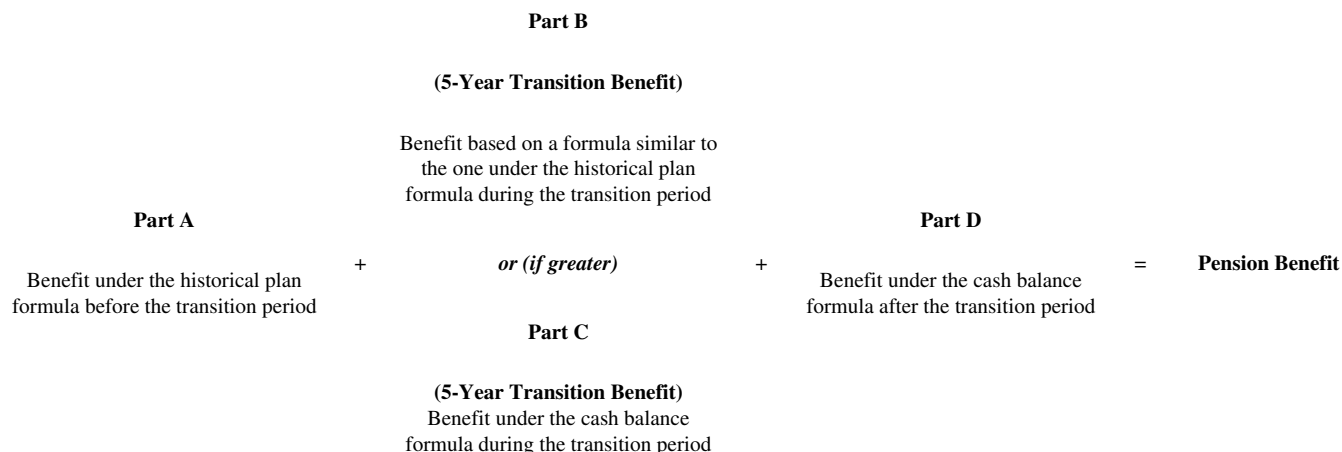 Part B
(5-Year Transition Benefit)
Benefit based on a formula similar to
the one under the historical plan
formula during the transition period
Part A
Benefit under the historical plan
formula before the transition period
+
or (if greater)
+
Part D
Benefit under the cash balance
formula after the transition period
=
Pension Benefit
Part C
(5-Year Transition Benefit)
Benefit under the cash balance
formula during the transition period